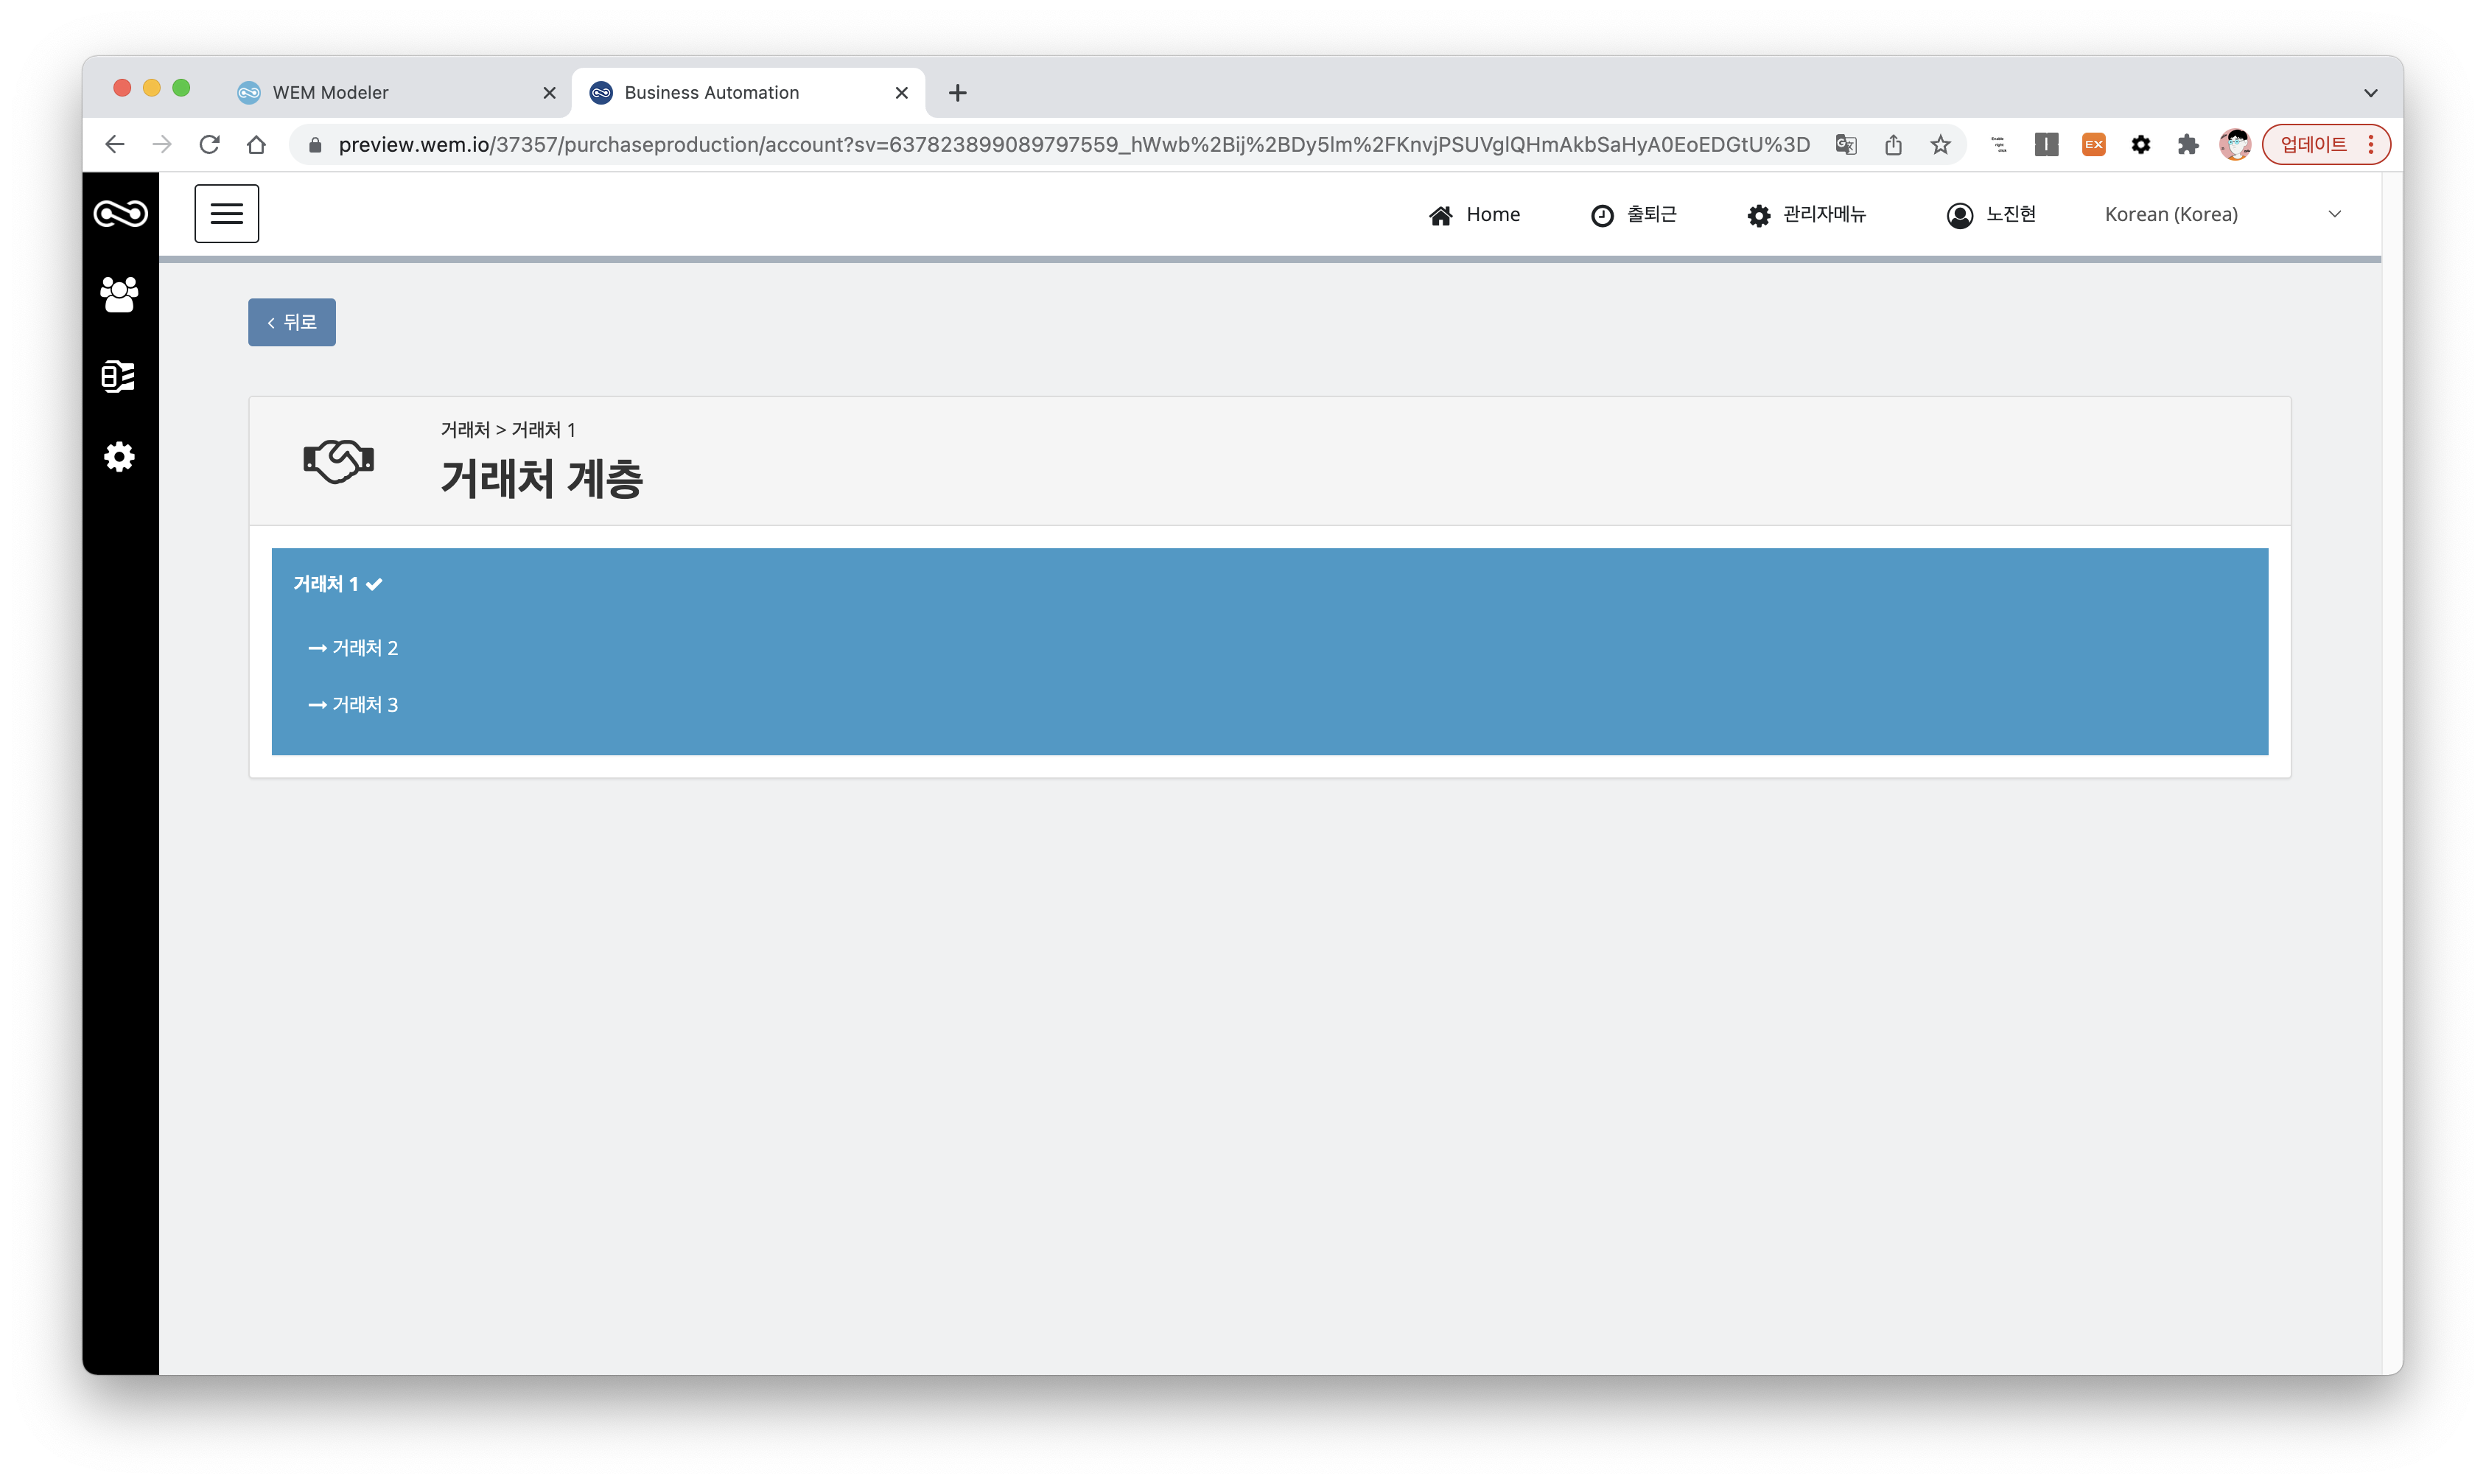 WEM Modeler
Business Automation
preview.wem.io/37357/purchaseproduction/account?sv=637823899089797559_hWwb%2Bij%2BDy5lm%2FKnvjPSUVglQHmAkbSaHyA0EoEDGtU%3D
EX
업데이트
Home
출퇴근
관리자메뉴
노진현
Korean (Korea)
뒤로
거래처 > 거래처 1
거래처 계층
거래처 1
거래처 2
거래처 3